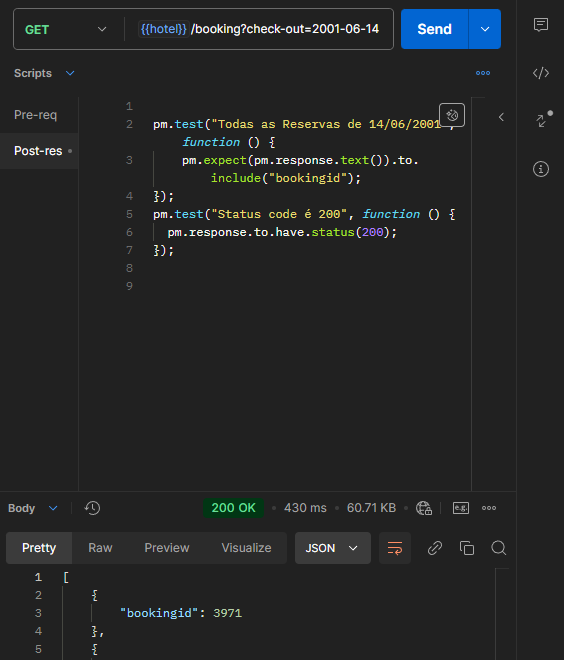 GET {{hotel}}/booking?check-out=2001-06-14 Send
Scripts
Pre-req
Post-res
1
2 pm.test("Todas as Reservas de 14/06/2001",
function () {
3 pm.expect(pm.response.text()).to.
include("bookingid");
4 });
5 pm.test("Status code é 200", function () {
6 pm.response.to.have.status(200);
7 });
8
9
Body 200 OK 430 ms 60.71 KB e.g.
Pretty Raw Preview Visualize JSON
1 [
2 {
3 "bookingid": 3971
4 },
5 {